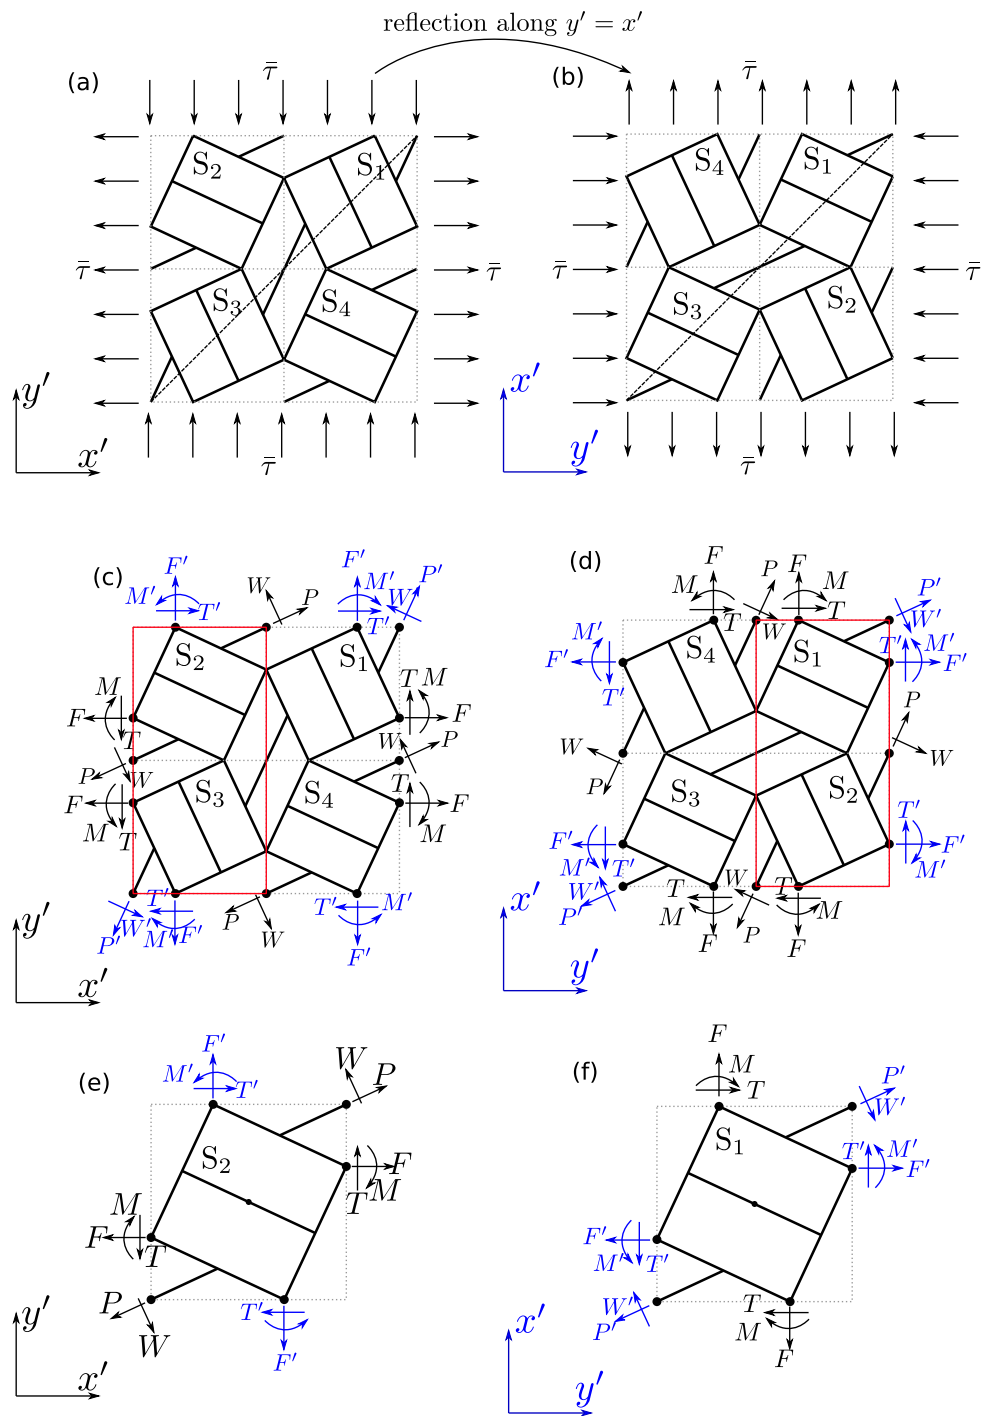 reflection along y′ = x′
(a)
τ̄
(b)
τ̄
S₂
S₁
S₄
S₁
τ̄
τ̄
τ̄
τ̄
S₃
S₄
S₃
S₂
y′
x′
τ̄
x′
y′
τ̄
(c)
F′
M′
T′
W
P
F′
M′
T′
W′
P′
S₂
S₁
M
F
T
T
M
F
P
W
W
P
F
M
T
T
F
M
S₃
S₄
P′
W′
T′
M′
F′
P
W
T′
M′
F′
y′
x′
(d)
F
M
T
P
W
F
M
T
P′
W′
M′
F′
T′
T′
M′
F′
S₄
S₁
W
P
P
W
S₃
S₂
F′
M′
T′
W′
P′
T′
F′
M′
T
M
F
W
P
T
M
F
x′
y′
(e)
F′
M′
T′
W
P
S₂
M
F
T
F
T
M
P
W
T′
F′
y′
x′
(f)
F
M
T
P′
W′
S₁
T′
M′
F′
F′
M′
T′
W′
P′
T
M
F
x′
y′